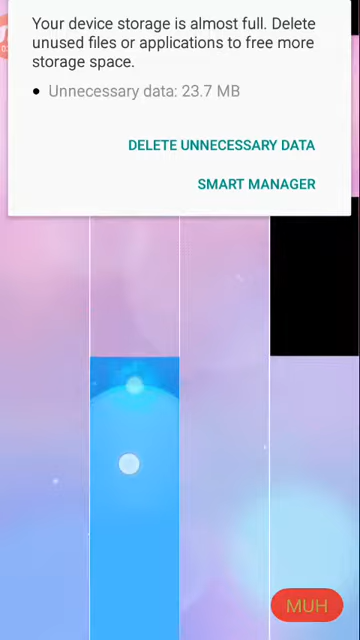 Your device storage is almost full. Delete
unused files or applications to free more
storage space.
• Unnecessary data: 23.7 MB
DELETE UNNECESSARY DATA
SMART MANAGER
MUH